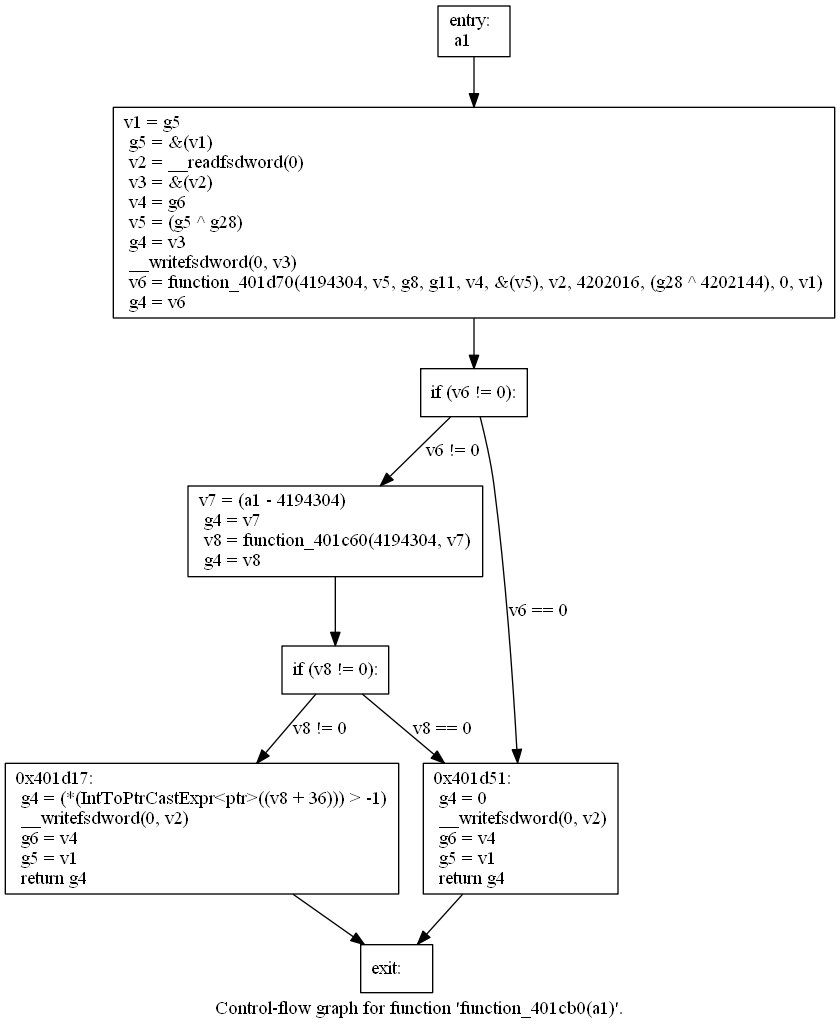 entry:
a1
v1 = g5
g5 = &(v1)
v2 = __readfsdword(0)
v3 = &(v2)
v4 = g6
v5 = (g5 ^ g28)
g4 = v3
__writefsdword(0, v3)
v6 = function_401d70(4194304, v5, g8, g11, v4, &(v5), v2, 4202016, (g28 ^ 4202144), 0, v1)
g4 = v6
if (v6 != 0):
v6 != 0
v7 = (a1 - 4194304)
g4 = v7
v8 = function_401c60(4194304, v7)
g4 = v8
v6 == 0
if (v8 != 0):
v8 != 0
v8 == 0
0x401d17:
g4 = (*(IntToPtrCastExpr<ptr>((v8 + 36))) > -1)
__writefsdword(0, v2)
g6 = v4
g5 = v1
return g4
0x401d51:
g4 = 0
__writefsdword(0, v2)
g6 = v4
g5 = v1
return g4
exit:
Control-flow graph for function 'function_401cb0(a1)'.